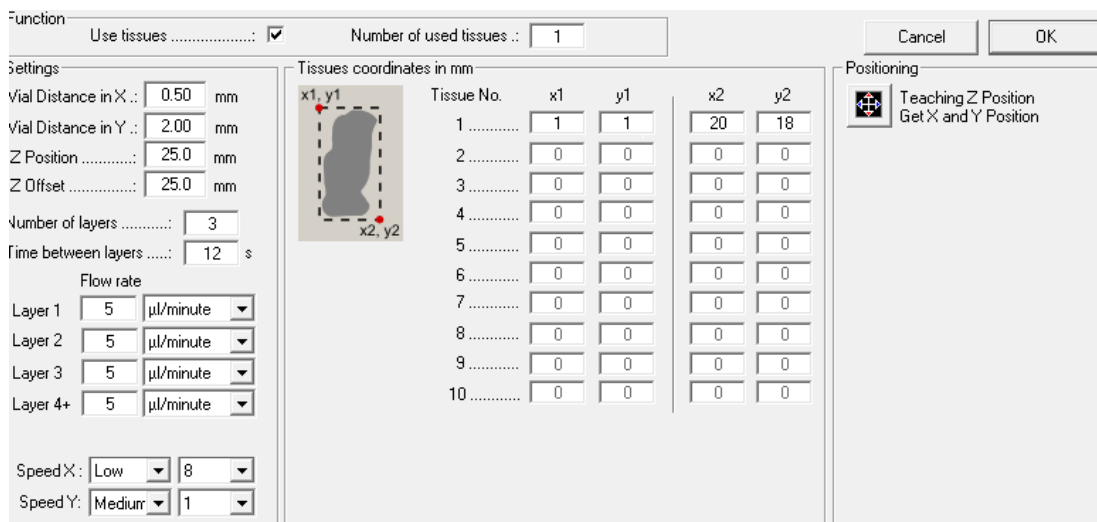 Function
Use tissues ...................:
Number of used tissues .: 1
Cancel
OK
Settings
Vial Distance in X .: 0.50 mm
Vial Distance in Y .: 2.00 mm
Z Position ............: 25.0 mm
Z Offset ...............: 25.0 mm
Number of layers ...........: 3
Time between layers .....: 12 s
Flow rate
Layer 1 5 µl/minute
Layer 2 5 µl/minute
Layer 3 5 µl/minute
Layer 4+ 5 µl/minute
Speed X : Low 8
Speed Y: Medium 1
Tissues coordinates in mm
x1, y1
x2, y2
Tissue No. x1 y1 x2 y2
1 ............ 1 1 20 18
2 ............ 0 0 0 0
3 ............ 0 0 0 0
4 ............ 0 0 0 0
5 ............ 0 0 0 0
6 ............ 0 0 0 0
7 ............ 0 0 0 0
8 ............ 0 0 0 0
9 ............ 0 0 0 0
10 ............ 0 0 0 0
Positioning
Teaching Z Position
Get X and Y Position